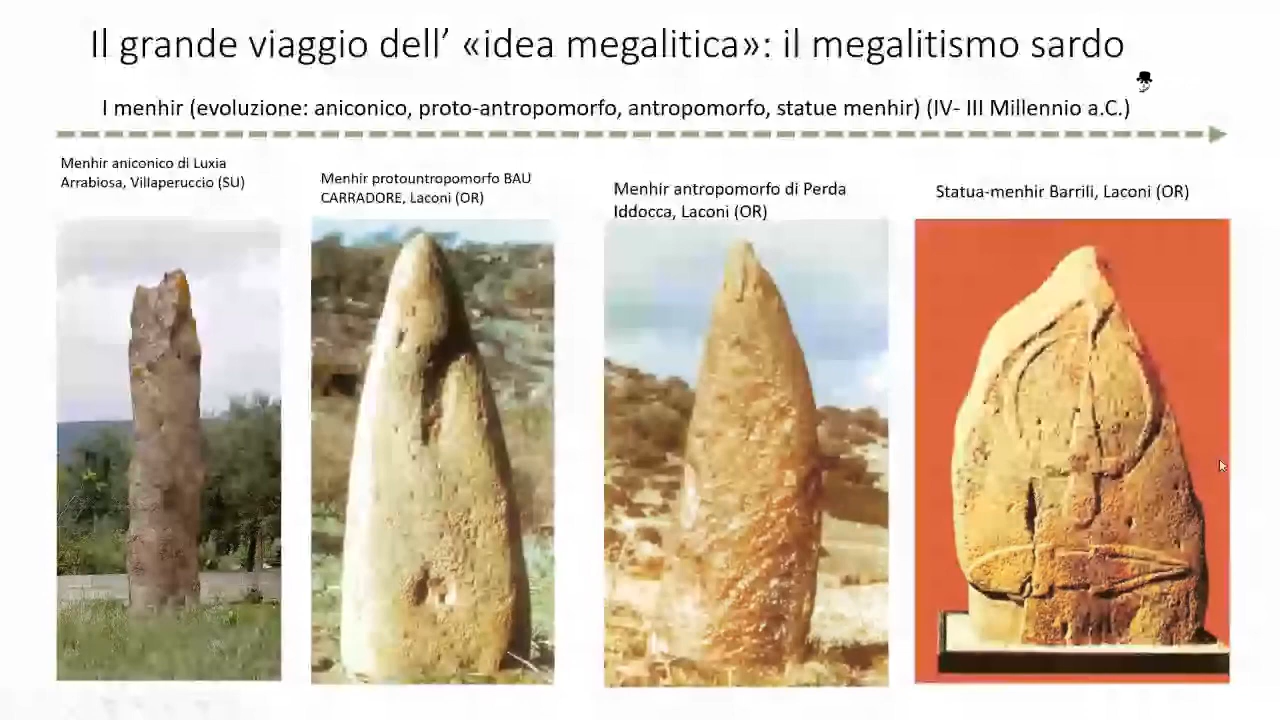 Il grande viaggio dell’ «idea megalitica»: il megalitismo sardo
I menhir (evoluzione: aniconico, proto-antropomorfo, antropomorfo, statue menhir) (IV- III Millennio a.C.)
Menhir aniconico di Luxia
Arrabiosa, Villaperuccio (SU)
Menhir protountropomorfo BAU
CARRADORE, Laconi (OR)
Menhir antropomorfo di Perda
Iddocca, Laconi (OR)
Statua-menhir Barrili, Laconi (OR)